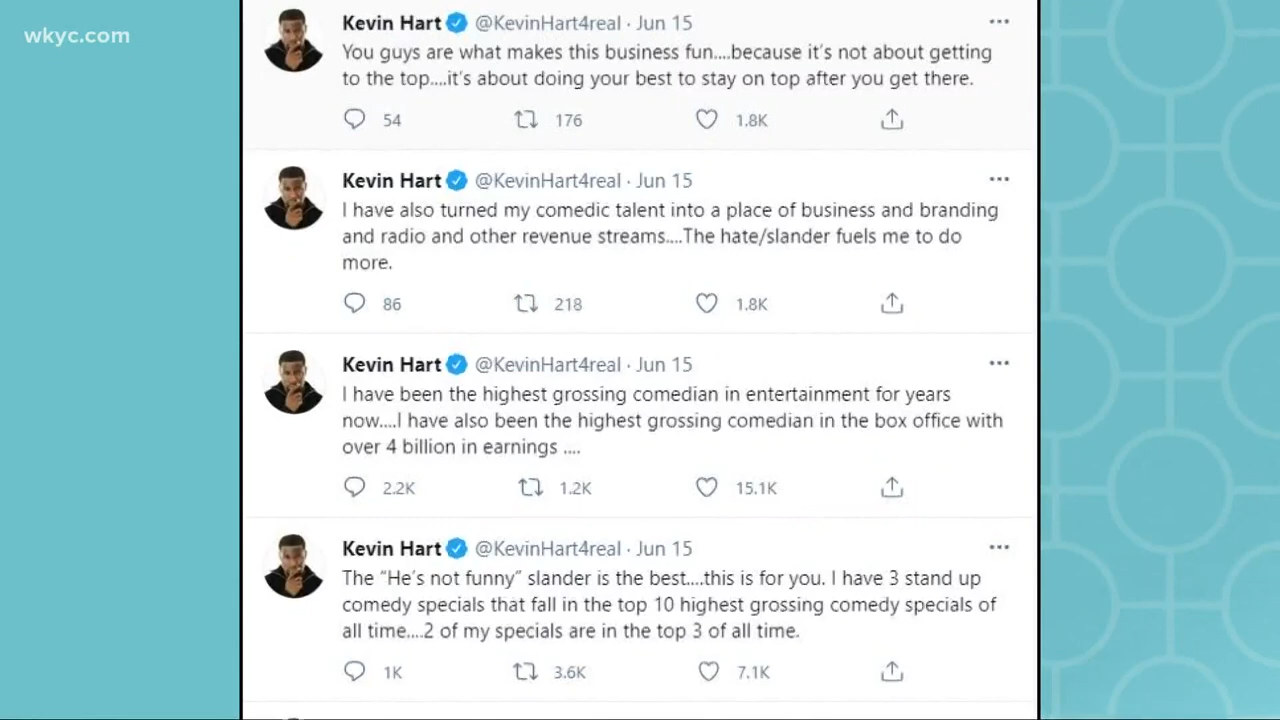 wkyc.com
Kevin Hart @KevinHart4real · Jun 15
You guys are what makes this business fun....because it's not about getting
to the top....it's about doing your best to stay on top after you get there.
54 176 1.8K
Kevin Hart @KevinHart4real · Jun 15
I have also turned my comedic talent into a place of business and branding
and radio and other revenue streams....The hate/slander fuels me to do
more.
86 218 1.8K
Kevin Hart @KevinHart4real · Jun 15
I have been the highest grossing comedian in entertainment for years
now....I have also been the highest grossing comedian in the box office with
over 4 billion in earnings ....
2.2K 1.2K 15.1K
Kevin Hart @KevinHart4real · Jun 15
The “He's not funny” slander is the best....this is for you. I have 3 stand up
comedy specials that fall in the top 10 highest grossing comedy specials of
all time....2 of my specials are in the top 3 of all time.
1K 3.6K 7.1K